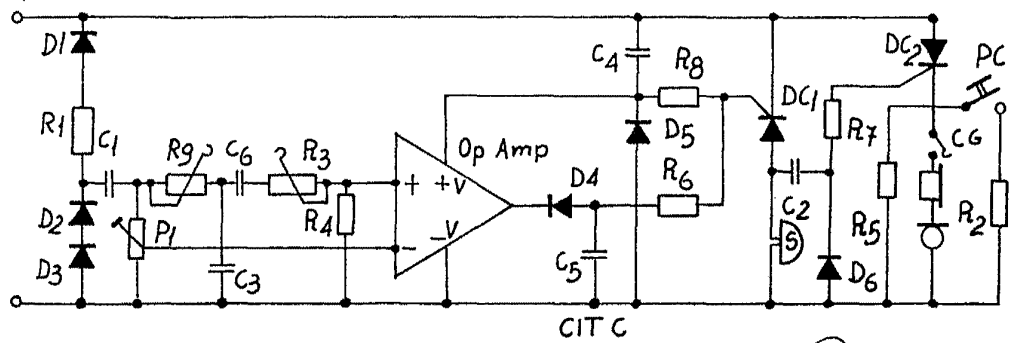 D1
R1
C1
R9
C6
R3
D2
D3
P1
C3
R4
+
-
+V
-V
Op Amp
D4
C5
C4
R8
D5
R6
DC1
C2
S
R7
D6
DC2
PC
R5
CG
R2
CIT C